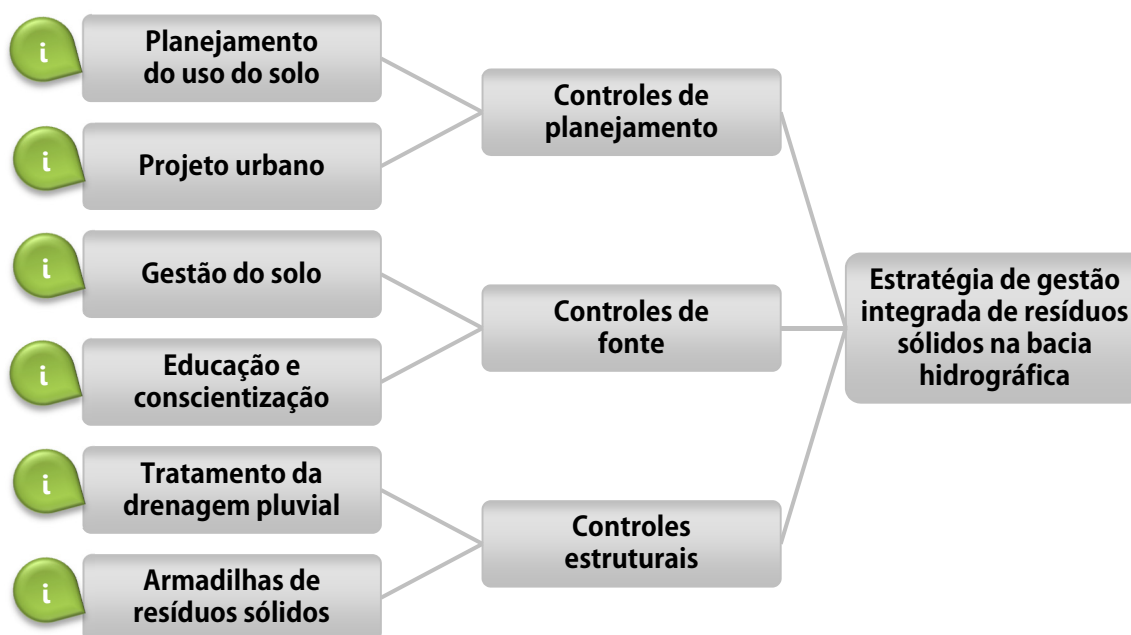 i
Planejamento
do uso do solo
i
Projeto urbano
Controles de
planejamento
i
Gestão do solo
i
Educação e
conscientização
Controles de
fonte
i
Tratamento da
drenagem pluvial
i
Armadilhas de
resíduos sólidos
Controles
estruturais
Estratégia de gestão
integrada de resíduos
sólidos na bacia
hidrográfica